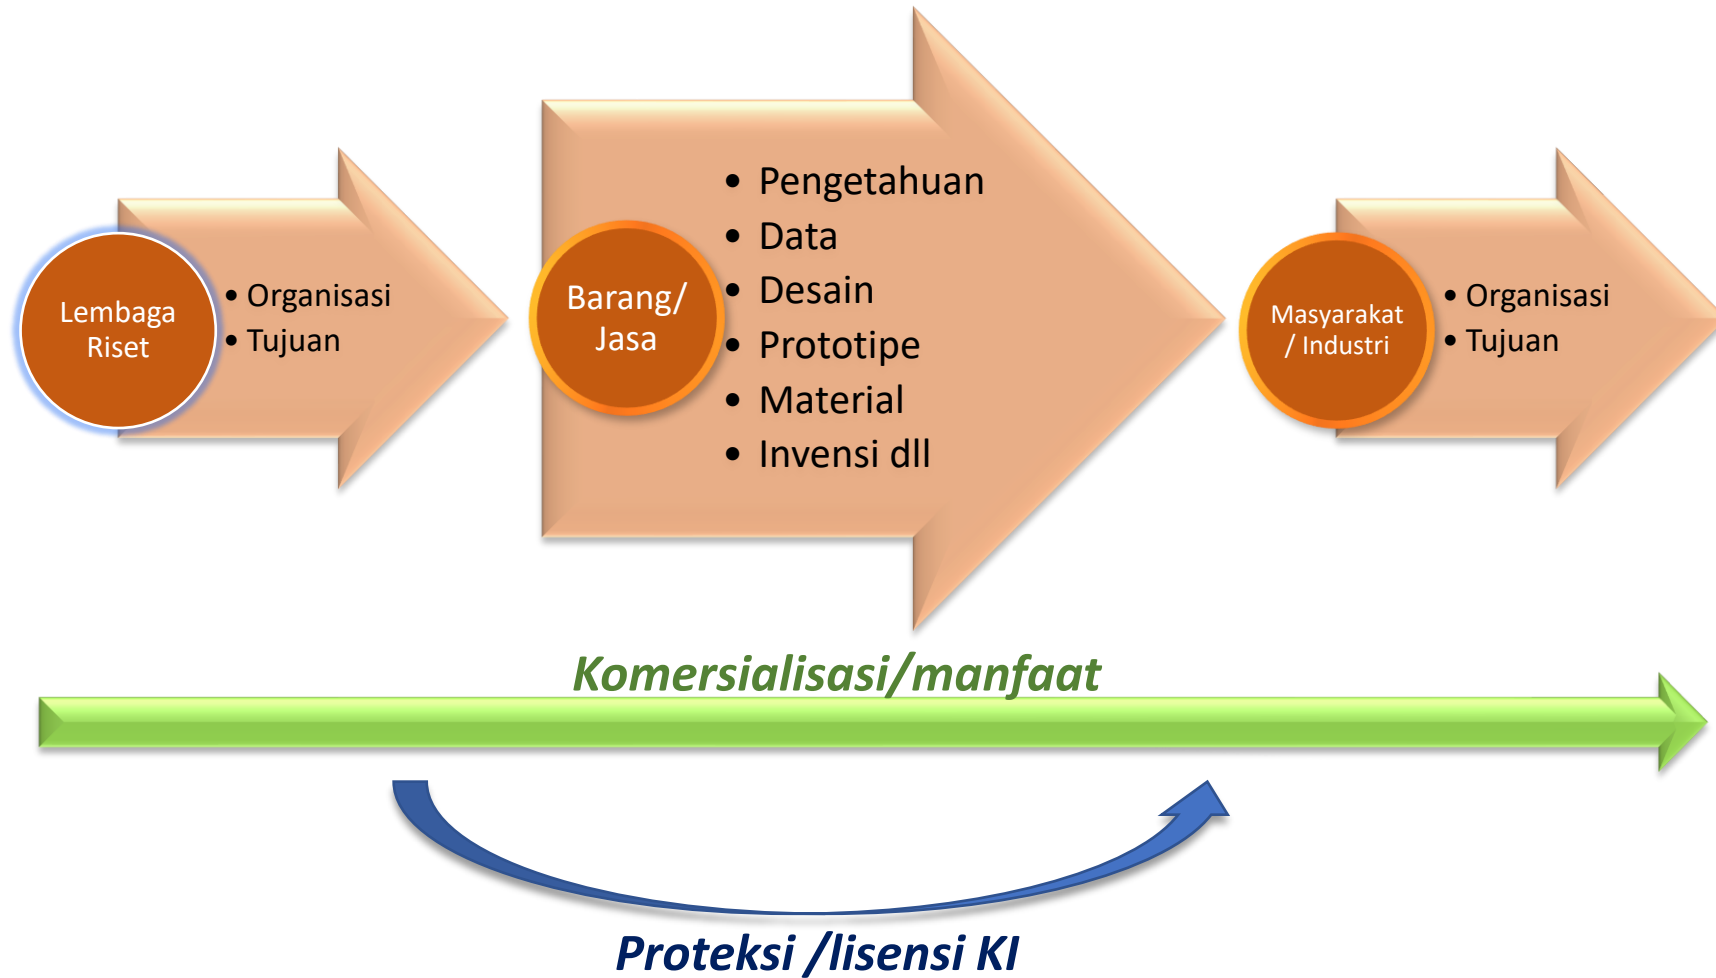 Lembaga
Riset
• Organisasi
• Tujuan
Barang/
Jasa
• Pengetahuan
• Data
• Desain
• Prototipe
• Material
• Invensi dll
Masyarakat
/ Industri
• Organisasi
• Tujuan
Komersialisasi/manfaat
Proteksi /lisensi KI